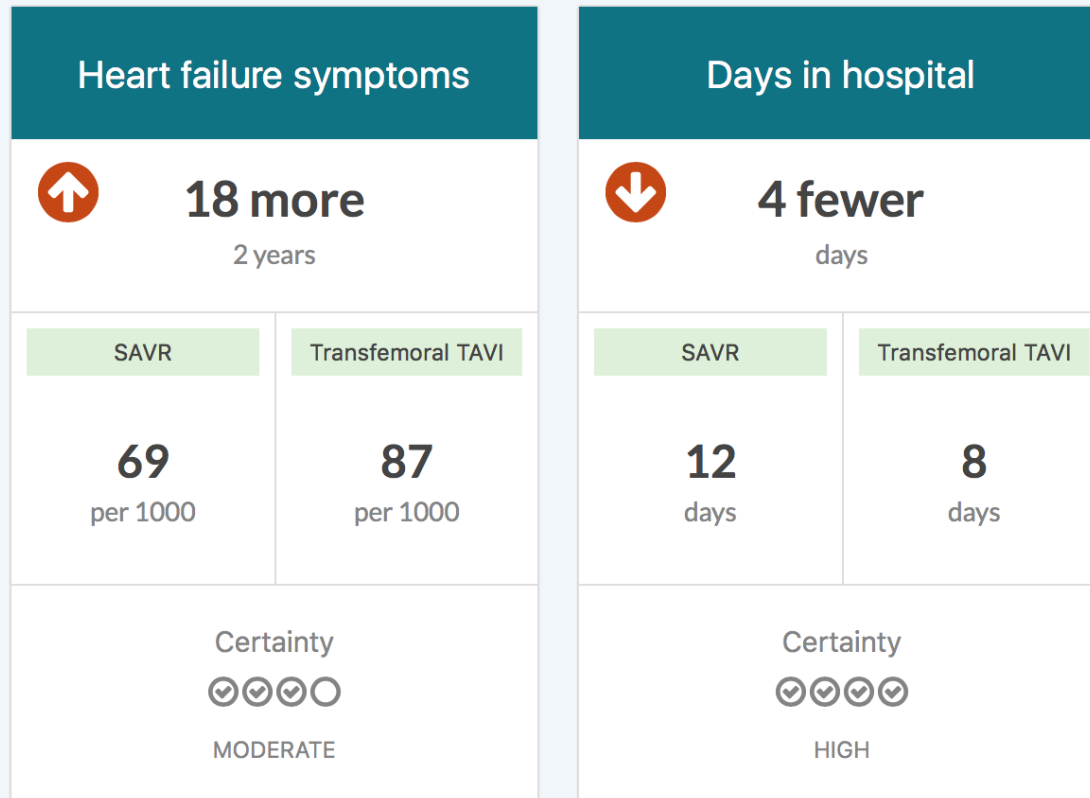 Heart failure symptoms
18 more
2 years
SAVR
Transfemoral TAVI
69
per 1000
87
per 1000
Certainty
MODERATE
Days in hospital
4 fewer
days
SAVR
Transfemoral TAVI
12
days
8
days
Certainty
HIGH